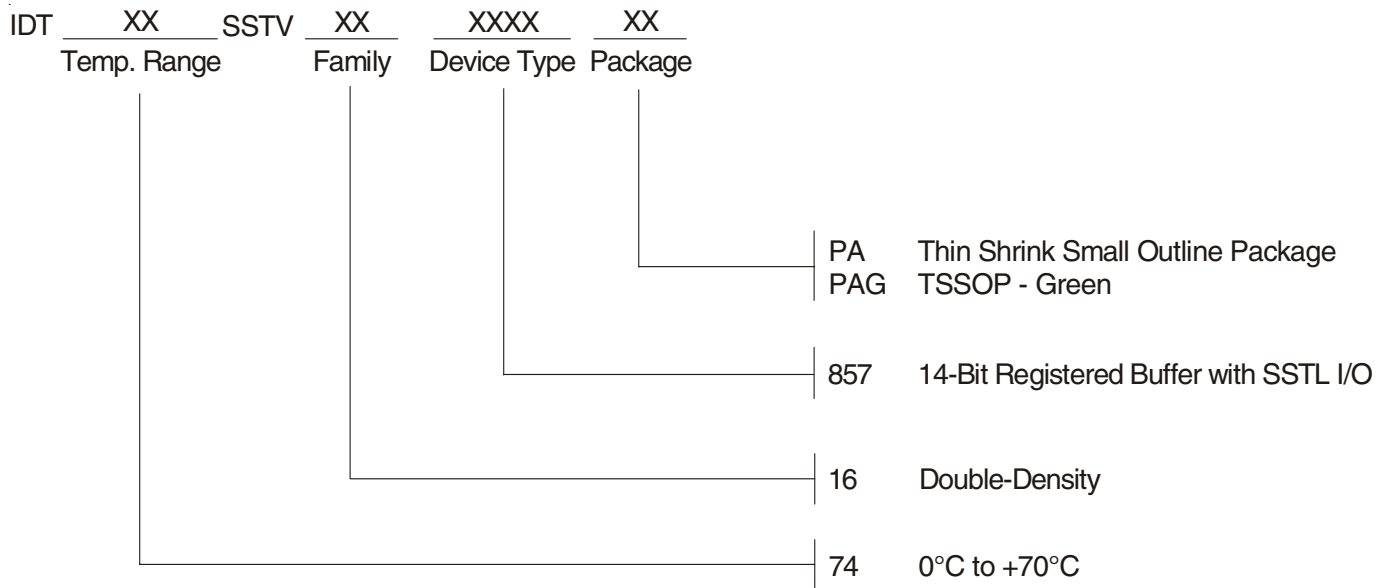 IDT XX SSTV XX XXXX XX
Temp. Range Family Device Type Package
PA Thin Shrink Small Outline Package
PAG TSSOP - Green
857 14-Bit Registered Buffer with SSTL I/O
16 Double-Density
74 0°C to +70°C